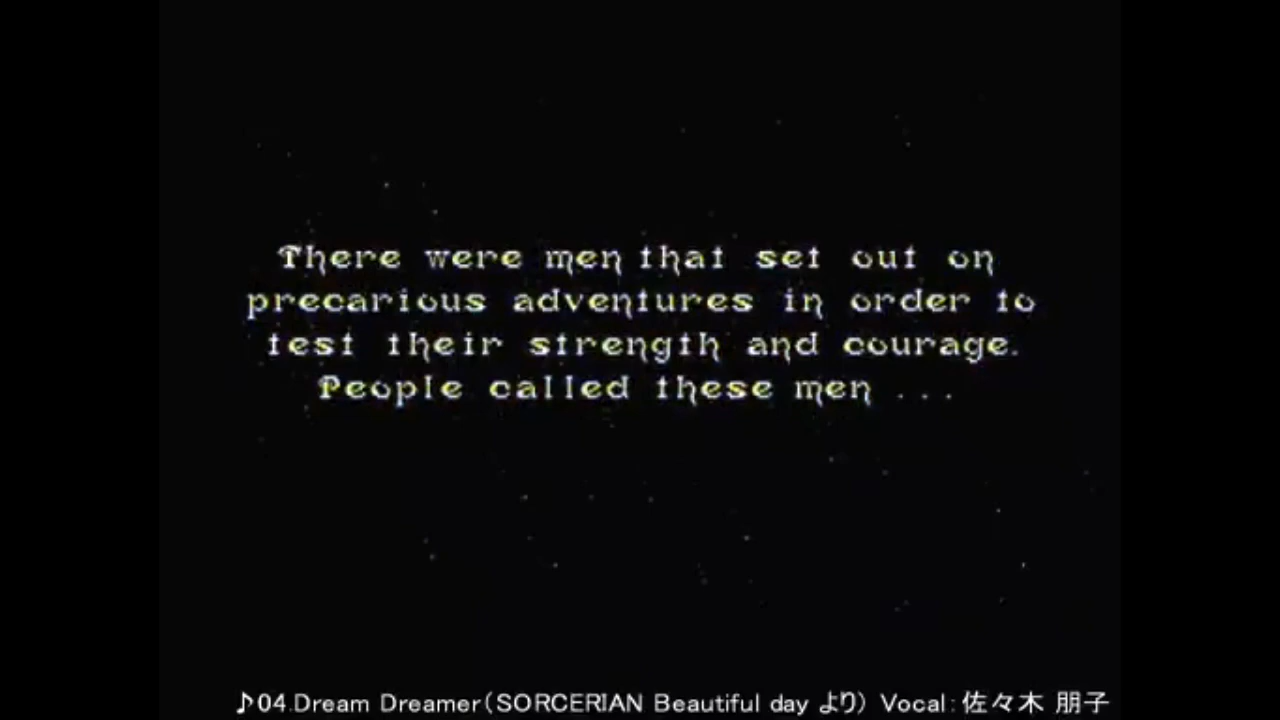 There were men that set out on
precarious adventures in order to
test their strength and courage.
People called these men ...
♪04.Dream Dreamer(SORCERIAN Beautiful day より) Vocal:佐々木 朋子